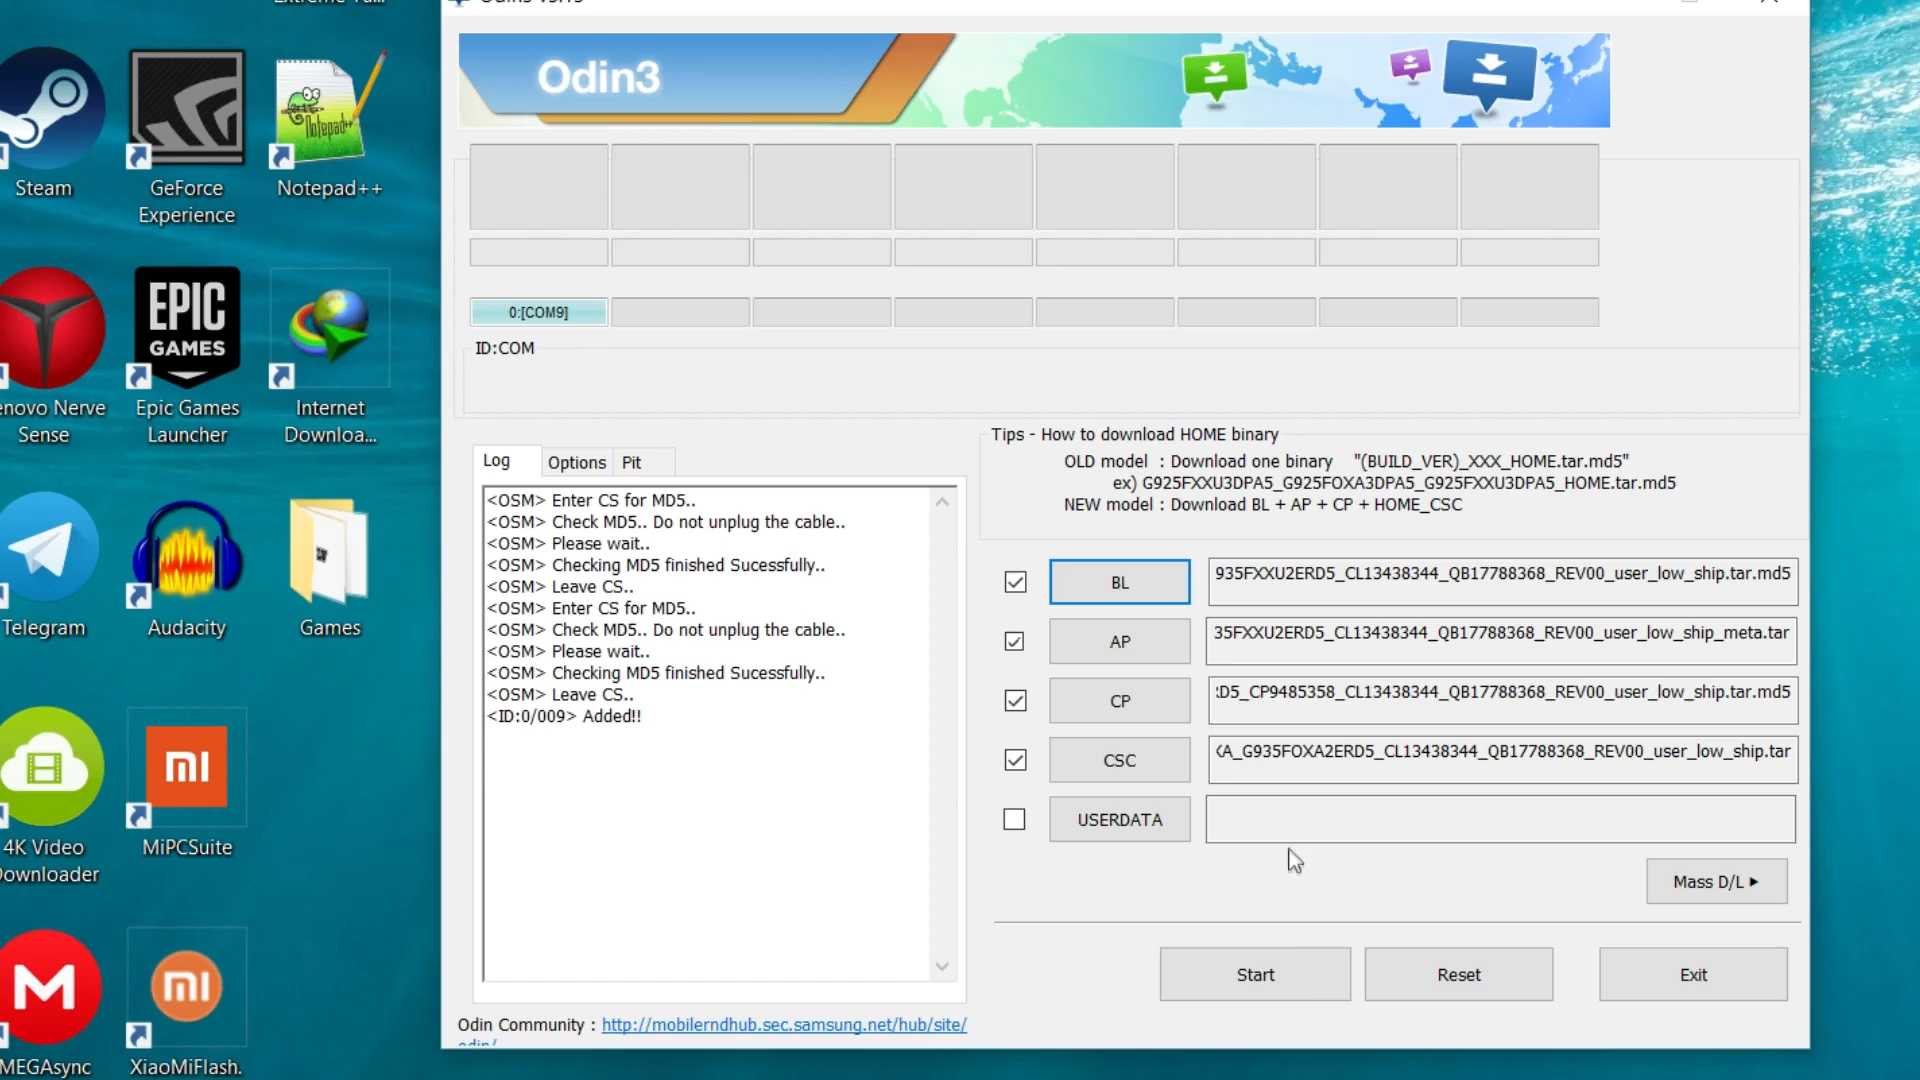 Odin3
Steam
GeForce
Experience
Notepad++
Notepad++
0:[COM9]
ID:COM
EPIC
GAMES
enovo Nerve
Sense
Epic Games
Launcher
Internet
Downloa...
Log
Options
Pit
<OSM> Enter CS for MD5..
<OSM> Check MD5.. Do not unplug the cable..
<OSM> Please wait..
<OSM> Checking MD5 finished Sucessfully..
<OSM> Leave CS..
<OSM> Enter CS for MD5..
<OSM> Check MD5.. Do not unplug the cable..
<OSM> Please wait..
<OSM> Checking MD5 finished Sucessfully..
<OSM> Leave CS..
<ID:0/009> Added!!
Tips - How to download HOME binary
OLD model : Download one binary "(BUILD_VER)_XXX_HOME.tar.md5"
ex) G925FXXU3DPA5_G925FOXA3DPA5_G925FXXU3DPA5_HOME.tar.md5
NEW model : Download BL + AP + CP + HOME_CSC
BL
935FXXU2ERD5_CL13438344_QB17788368_REV00_user_low_ship.tar.md5
AP
35FXXU2ERD5_CL13438344_QB17788368_REV00_user_low_ship_meta.tar
CP
D5_CP9485358_CL13438344_QB17788368_REV00_user_low_ship.tar.md5
CSC
A_G935FOXA2ERD5_CL13438344_QB17788368_REV00_user_low_ship.tar
USERDATA
Mass D/L
Start
Reset
Exit
Odin Community : http://mobilerndhub.sec.samsung.net/hub/site/
odin/
Telegram
Audacity
Games
mi
4K Video
Downloader
MiPCSuite
M
mi
MEGAsync
XiaoMiFlash.